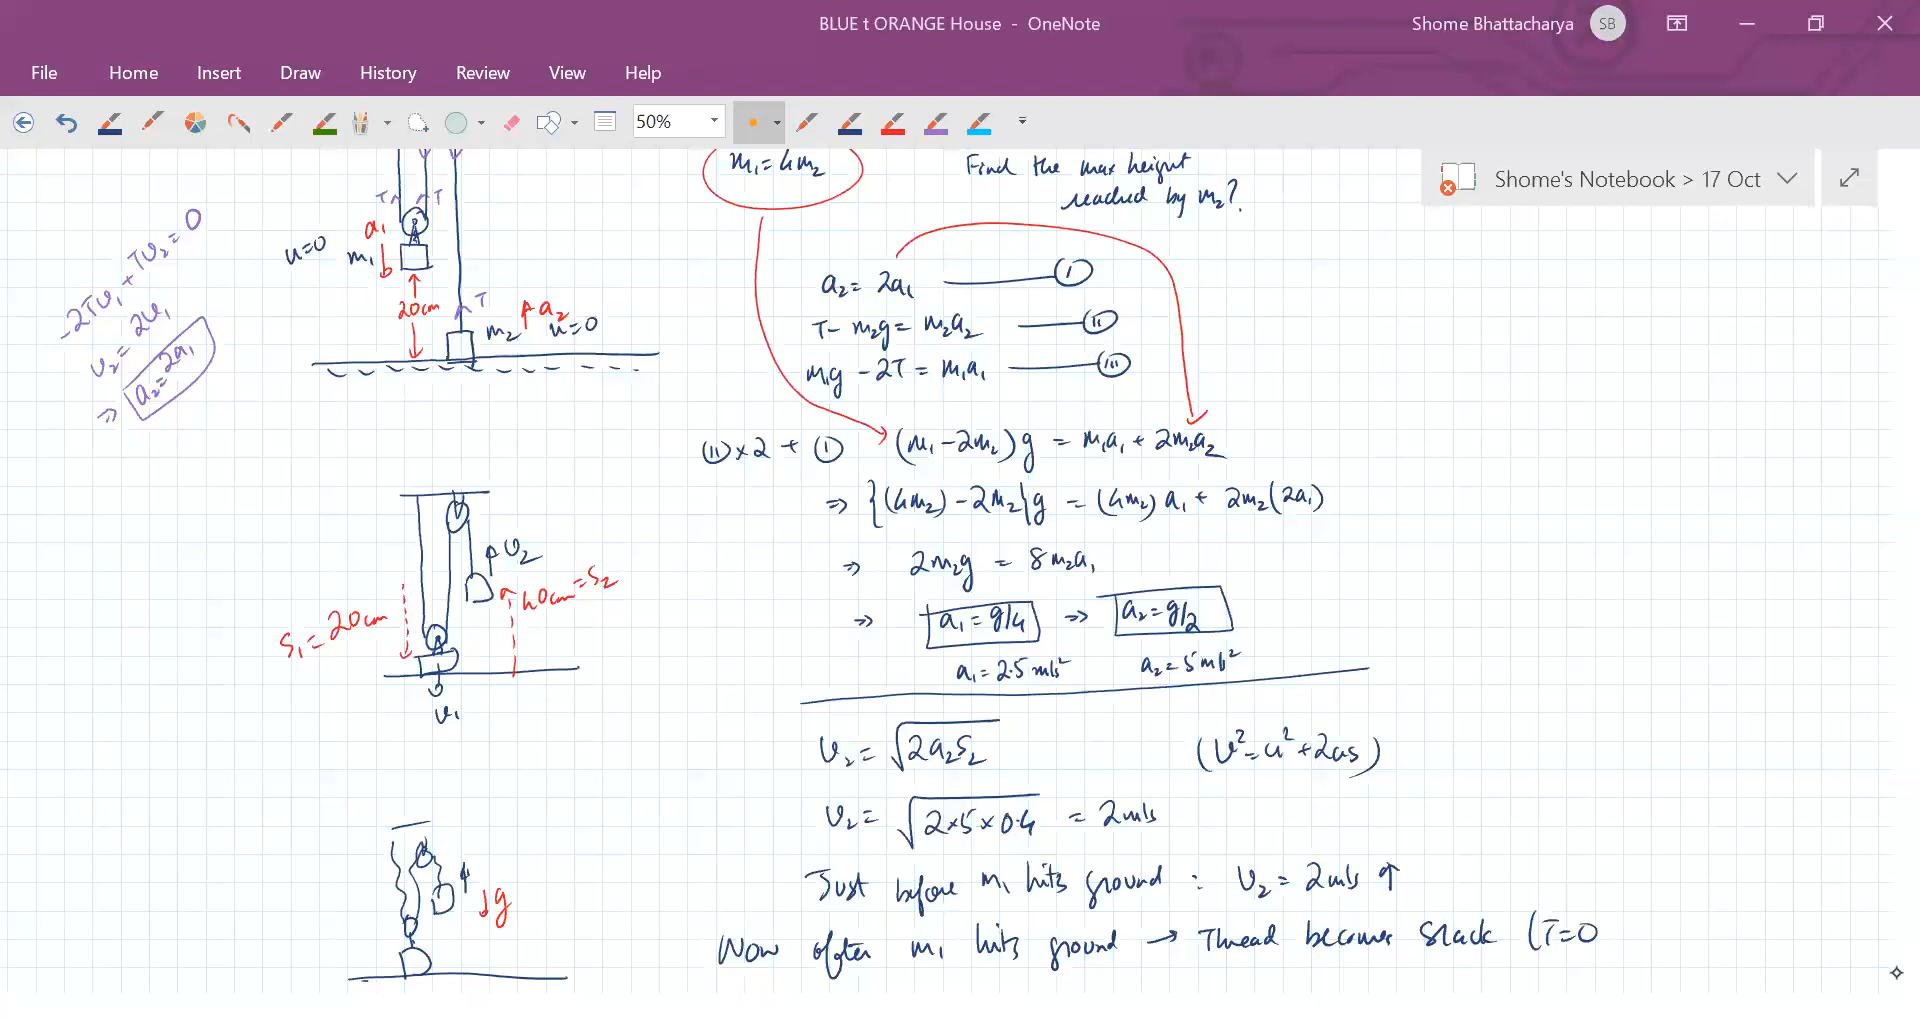 BLUE t ORANGE House - OneNote
Shome Bhattacharya SB
File Home Insert Draw History Review View Help
50%
Shome's Notebook > 17 Oct
m₁ = 4m₂
Find the max height
reached by m₂?
-2Tv₁ + Tv₂ = 0
v₂ = 2v₁
⇒ a₂ = 2a₁
T T
a₁
u=0 m₁
20cm
T
m₂ a₂
u=0
a₂ = 2a₁ — (I)
T - m₂g = m₂a₂ — (II)
m₁g - 2T = m₁a₁ — (III)
(II) x 2 + (I) (m₁ - 2m₂) g = m₁a₁ + 2m₂a₂
⇒ {(4m₂) - 2m₂} g = (4m₂) a₁ + 2m₂(2a₁)
⇒ 2m₂g = 8m₂a₁
⇒ a₁ = g/4 ⇒ a₂ = g/2
a₁ = 2.5 m/s² a₂ = 5 m/s²
v₂
40cm = S₂
S₁ = 20cm
v₁
v₂ = √2a₂S₂ (v² = u² + 2as)
v₂ = √2×5×0.4 = 2m/s
Just before m₁ hits ground : v₂ = 2m/s ↑
g
Now after m₁ hits ground → Thread becomes slack (T=0